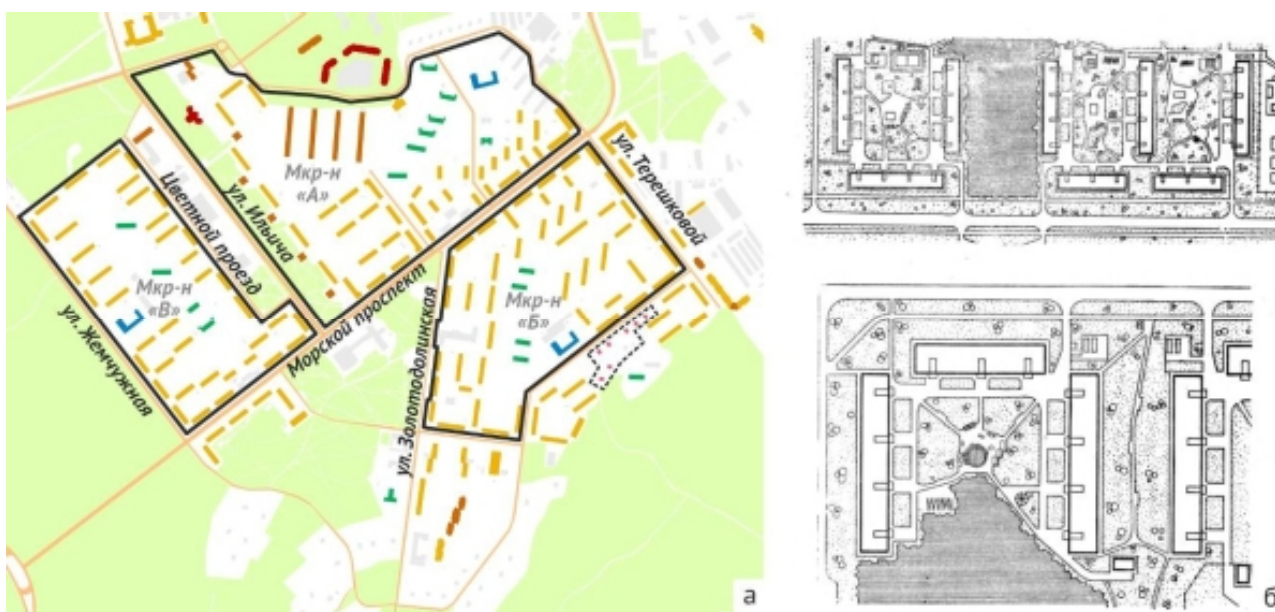 Мкр-н
«А»
ул. Терешковой
Цветной проезд
ул. Ильича
Мкр-н
«В»
Морской проспект
Мкр-н
«Б»
ул. Жемчужная
ул. Золотодолинская
а
б